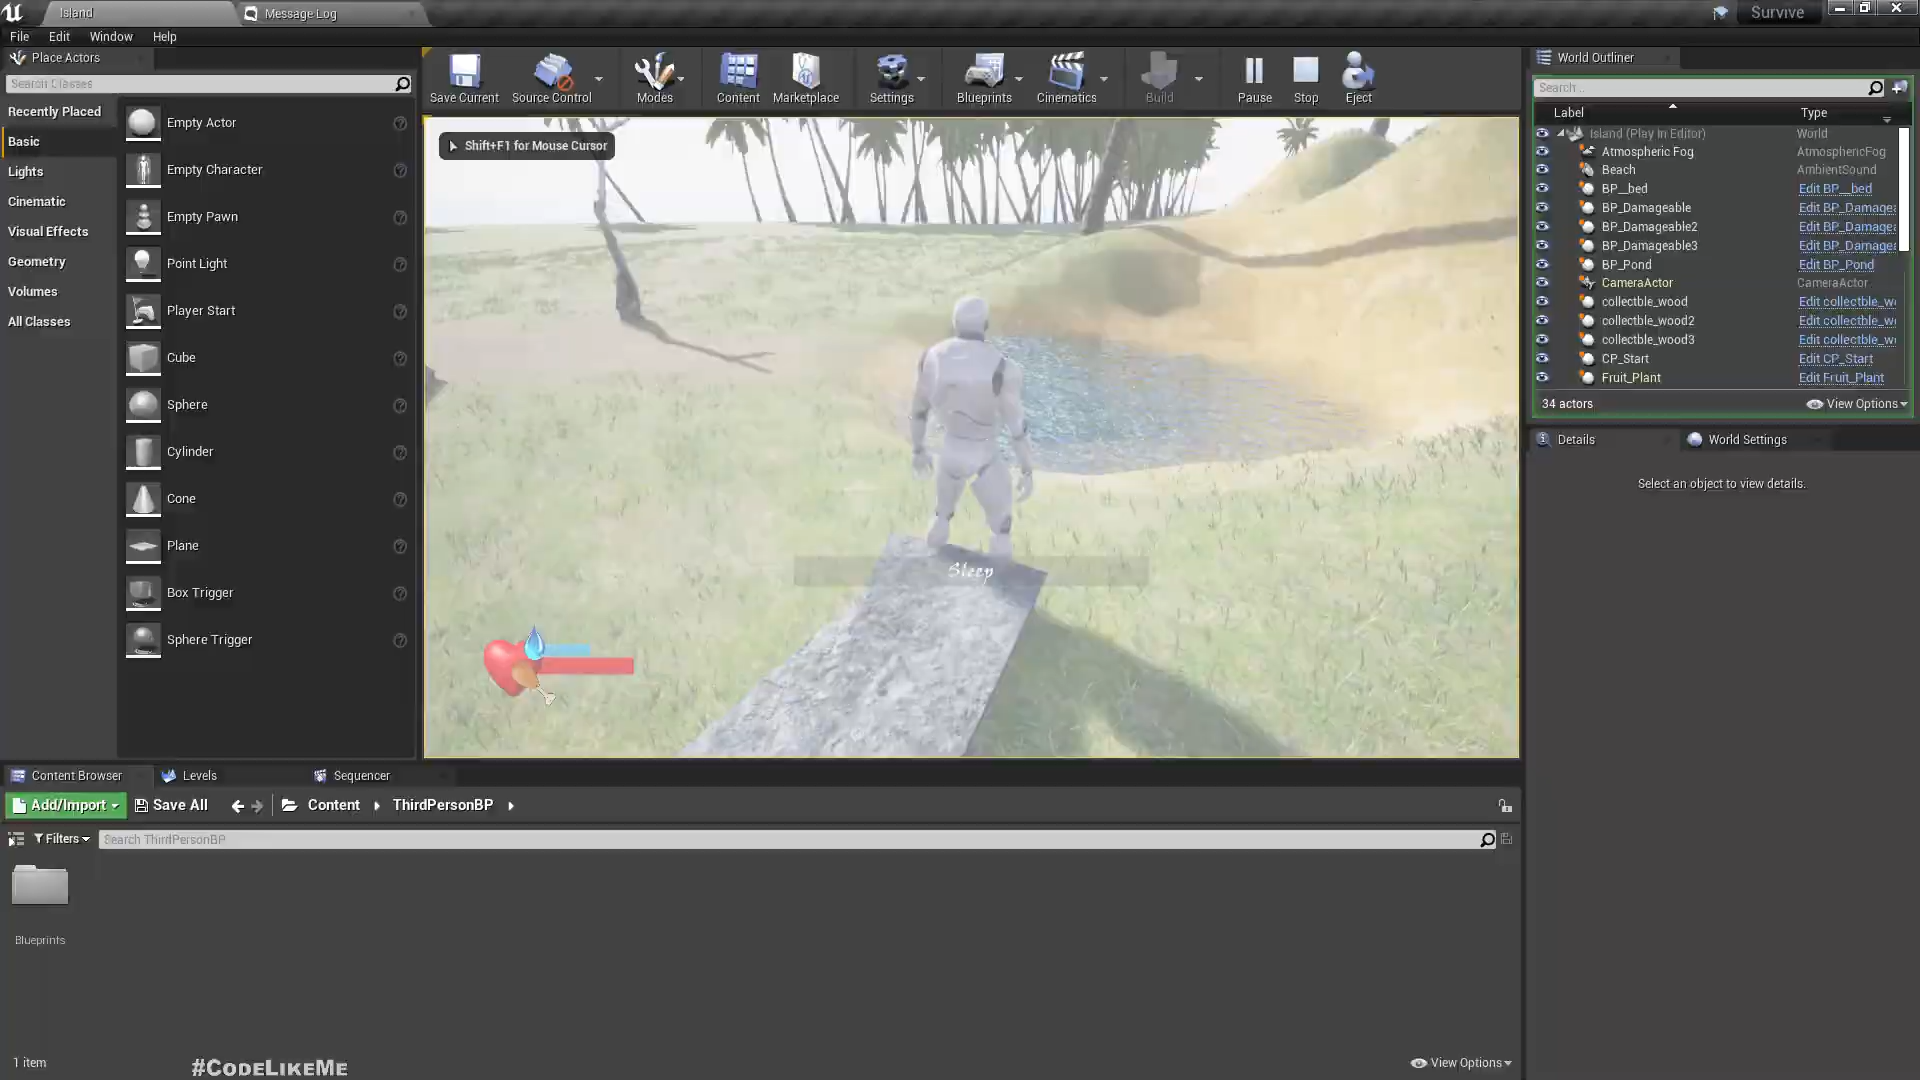 Island
Message Log
Survive
File Edit Window Help
Place Actors
Search Classes
Recently Placed
Basic
Lights
Cinematic
Visual Effects
Geometry
Volumes
All Classes
Empty Actor
Empty Character
Empty Pawn
Point Light
Player Start
Cube
Sphere
Cylinder
Cone
Plane
Box Trigger
Sphere Trigger
Save Current Source Control Modes Content Marketplace Settings Blueprints Cinematics Build Pause Stop Eject
Shift+F1 for Mouse Cursor
Sleep
World Outliner
Search...
Label Type
Island (Play In Editor) World
Atmospheric Fog AtmosphericFog
Beach AmbientSound
BP__bed Edit BP__bed
BP_Damageable Edit BP_Damagea
BP_Damageable2 Edit BP_Damagea
BP_Damageable3 Edit BP_Damagea
BP_Pond Edit BP_Pond
CameraActor CameraActor
collectble_wood Edit collectble_w
collectble_wood2 Edit collectble_w
collectble_wood3 Edit collectble_w
CP_Start Edit CP_Start
Fruit_Plant Edit Fruit_Plant
34 actors View Options
Details World Settings
Select an object to view details.
Content Browser Levels Sequencer
Add/Import Save All Content ThirdPersonBP
Filters Search ThirdPersonBP
Blueprints
1 item
#CodeLikeMe
View Options